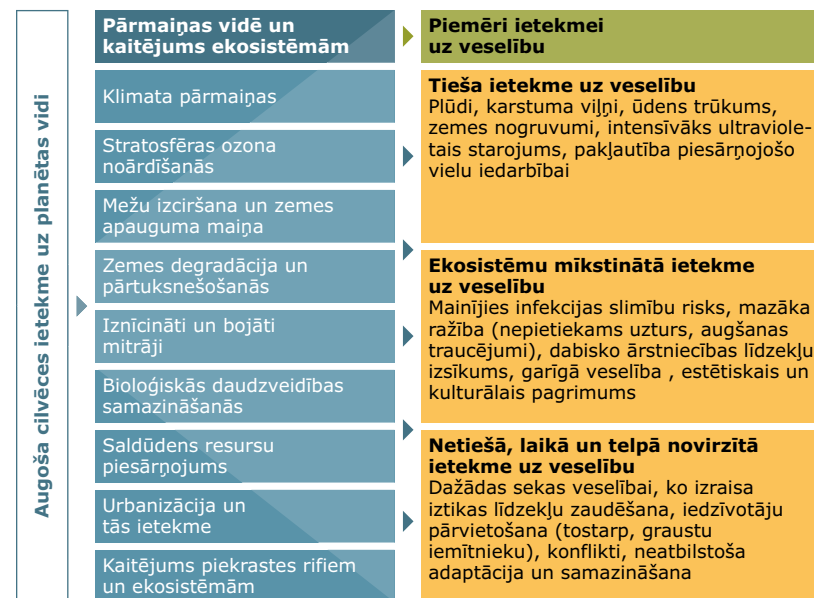 Augoša cilvēces ietekme uz planētas vidi
Pārmaiņas vidē un
kaitējums ekosistēmām
Klimata pārmaiņas
Stratosfēras ozona
noārdīšanās
Mežu izciršana un zemes
apauguma maiņa
Zemes degradācija un
pārtuksnešošanās
Iznīcināti un bojāti
mitrāji
Bioloģiskās daudzveidības
samazināšanās
Saldūdens resursu
piesārņojums
Urbanizācija un
tās ietekme
Kaitējums piekrastes rifiem
un ekosistēmām
Piemēri ietekmei
uz veselību
Tieša ietekme uz veselību
Plūdi, karstuma viļņi, ūdens trūkums,
zemes nogruvumi, intensīvāks ultraviole-
tais starojums, pakļautība piesārņojošo
vielu iedarbībai
Ekosistēmu mīkstinātā ietekme
uz veselību
Mainījies infekcijas slimību risks, mazāka
ražība (nepietiekams uzturs, augšanas
traucējumi), dabisko ārstniecības līdzekļu
izsīkums, garīgā veselība , estētiskais un
kulturālais pagrimums
Netiešā, laikā un telpā novirzītā
ietekme uz veselību
Dažādas sekas veselībai, ko izraisa
iztikas līdzekļu zaudēšana, iedzīvotāju
pārvietošana (tostarp, graustu
iemītnieku), konflikti, neatbilstoša
adaptācija un samazināšana